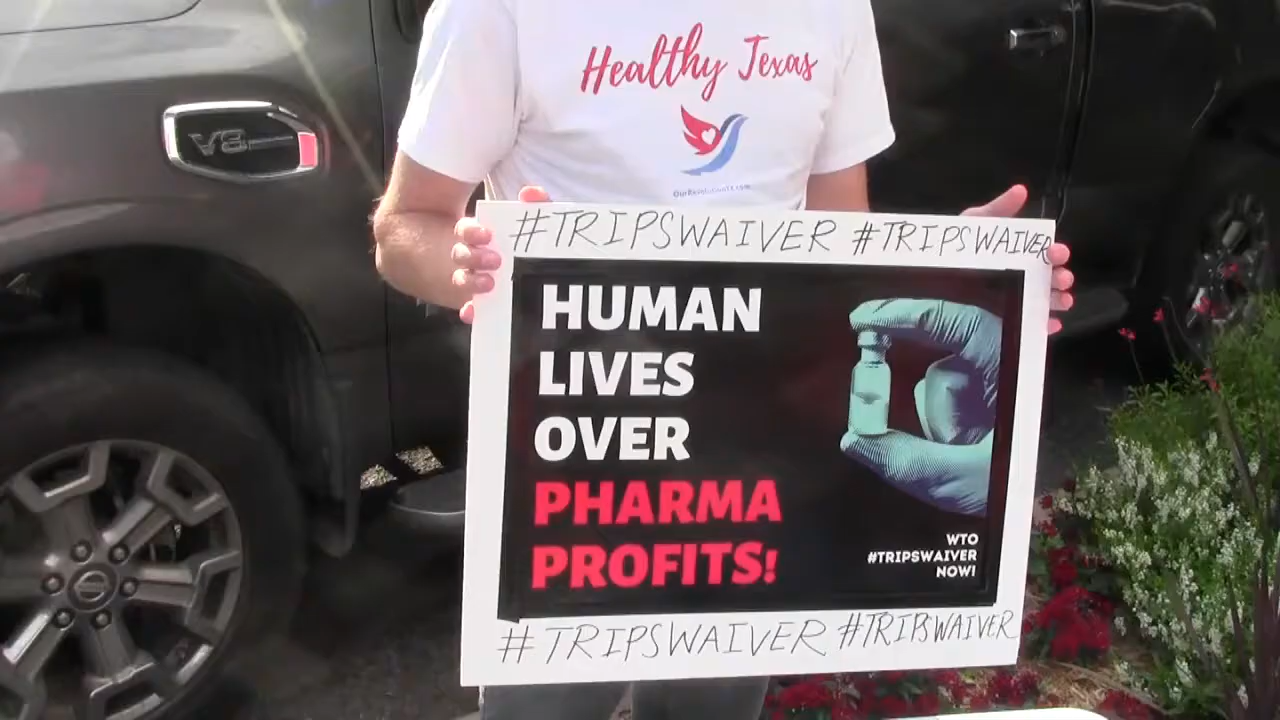 V8
Healthy Texas
#TRIPSWAIVER #TRIPSWAIVER
HUMAN
LIVES
OVER
PHARMA
PROFITS!
WTO
#TRIPSWAIVER
NOW!
#TRIPSWAIVER #TRIPSWAIVER